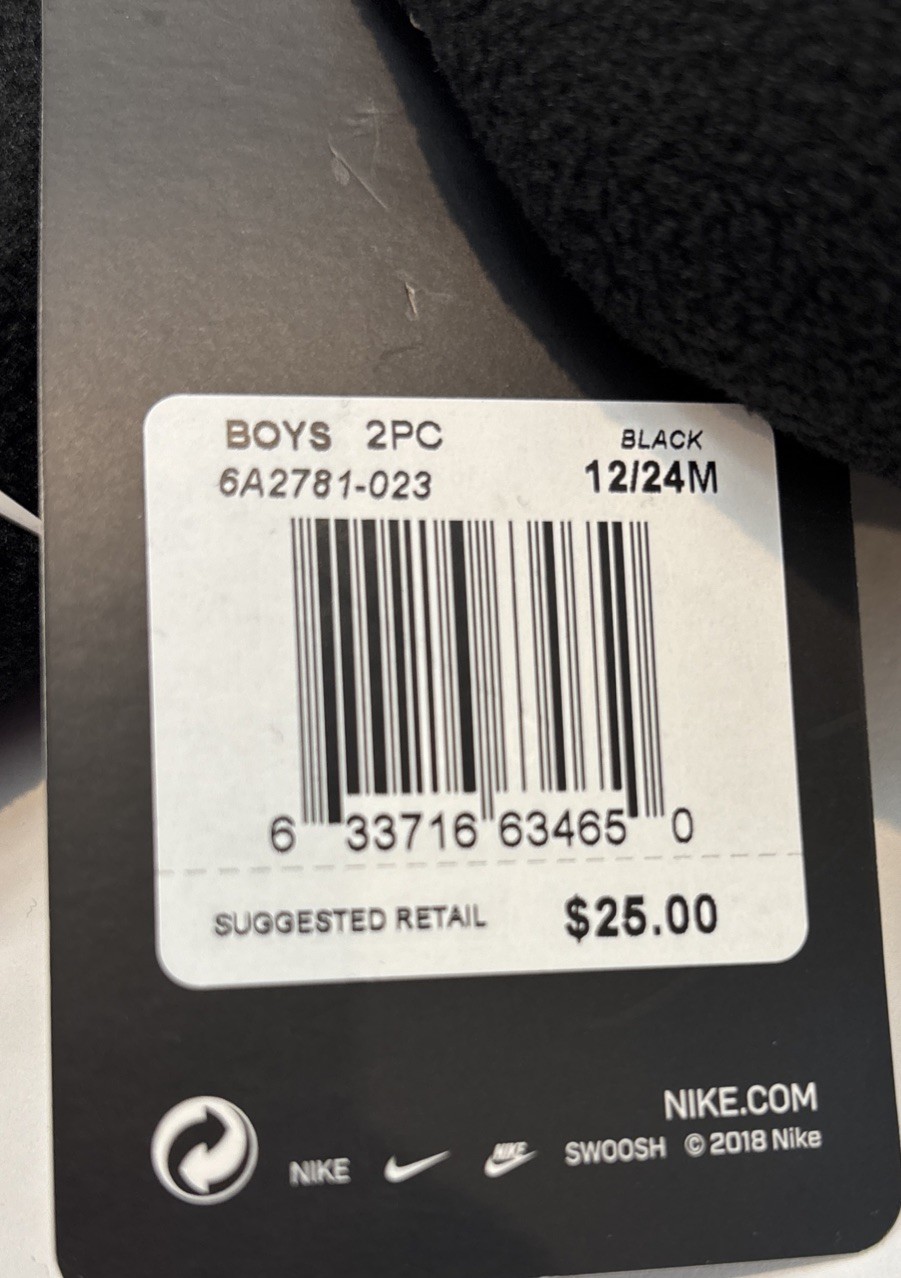 BOYS 2PC
BLACK
6A2781-023
12/24M
6 33716 63465 0
SUGGESTED RETAIL $25.00
NIKE.COM
NIKE NIKE SWOOSH © 2018 Nike